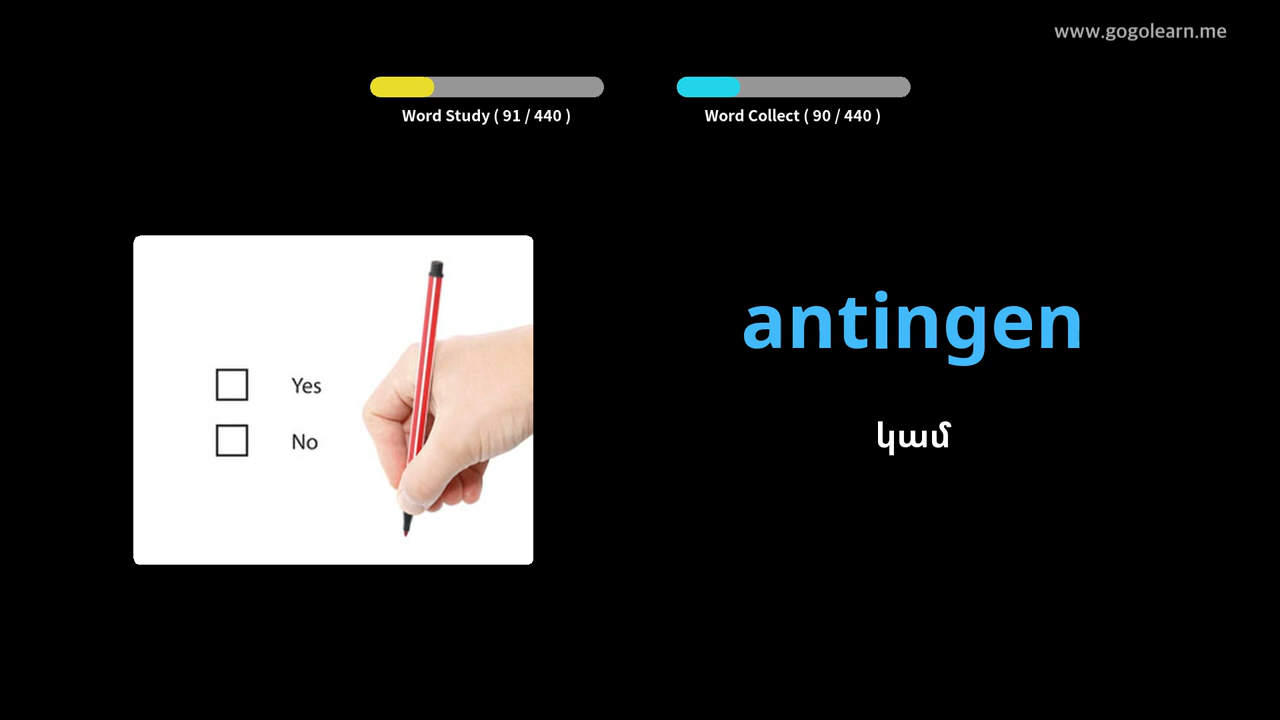 www.gogolearn.me
Word Study ( 91 / 440 )
Word Collect ( 90 / 440 )
Yes
No
antingen
կամ